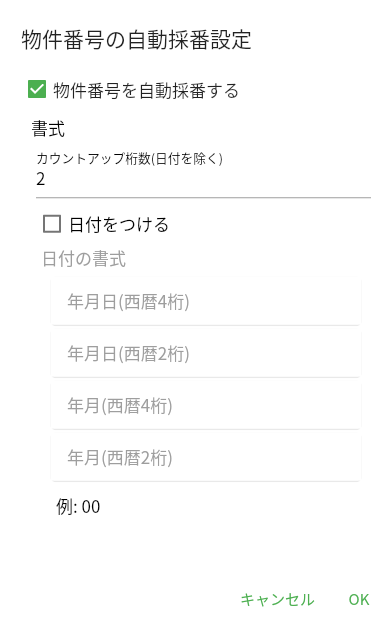 物件番号の自動採番設定
物件番号を自動採番する
書式
カウントアップ桁数(日付を除く)
2
日付をつける
日付の書式
年月日(西暦4桁)
年月日(西暦2桁)
年月(西暦4桁)
年月(西暦2桁)
例: 00
キャンセル OK